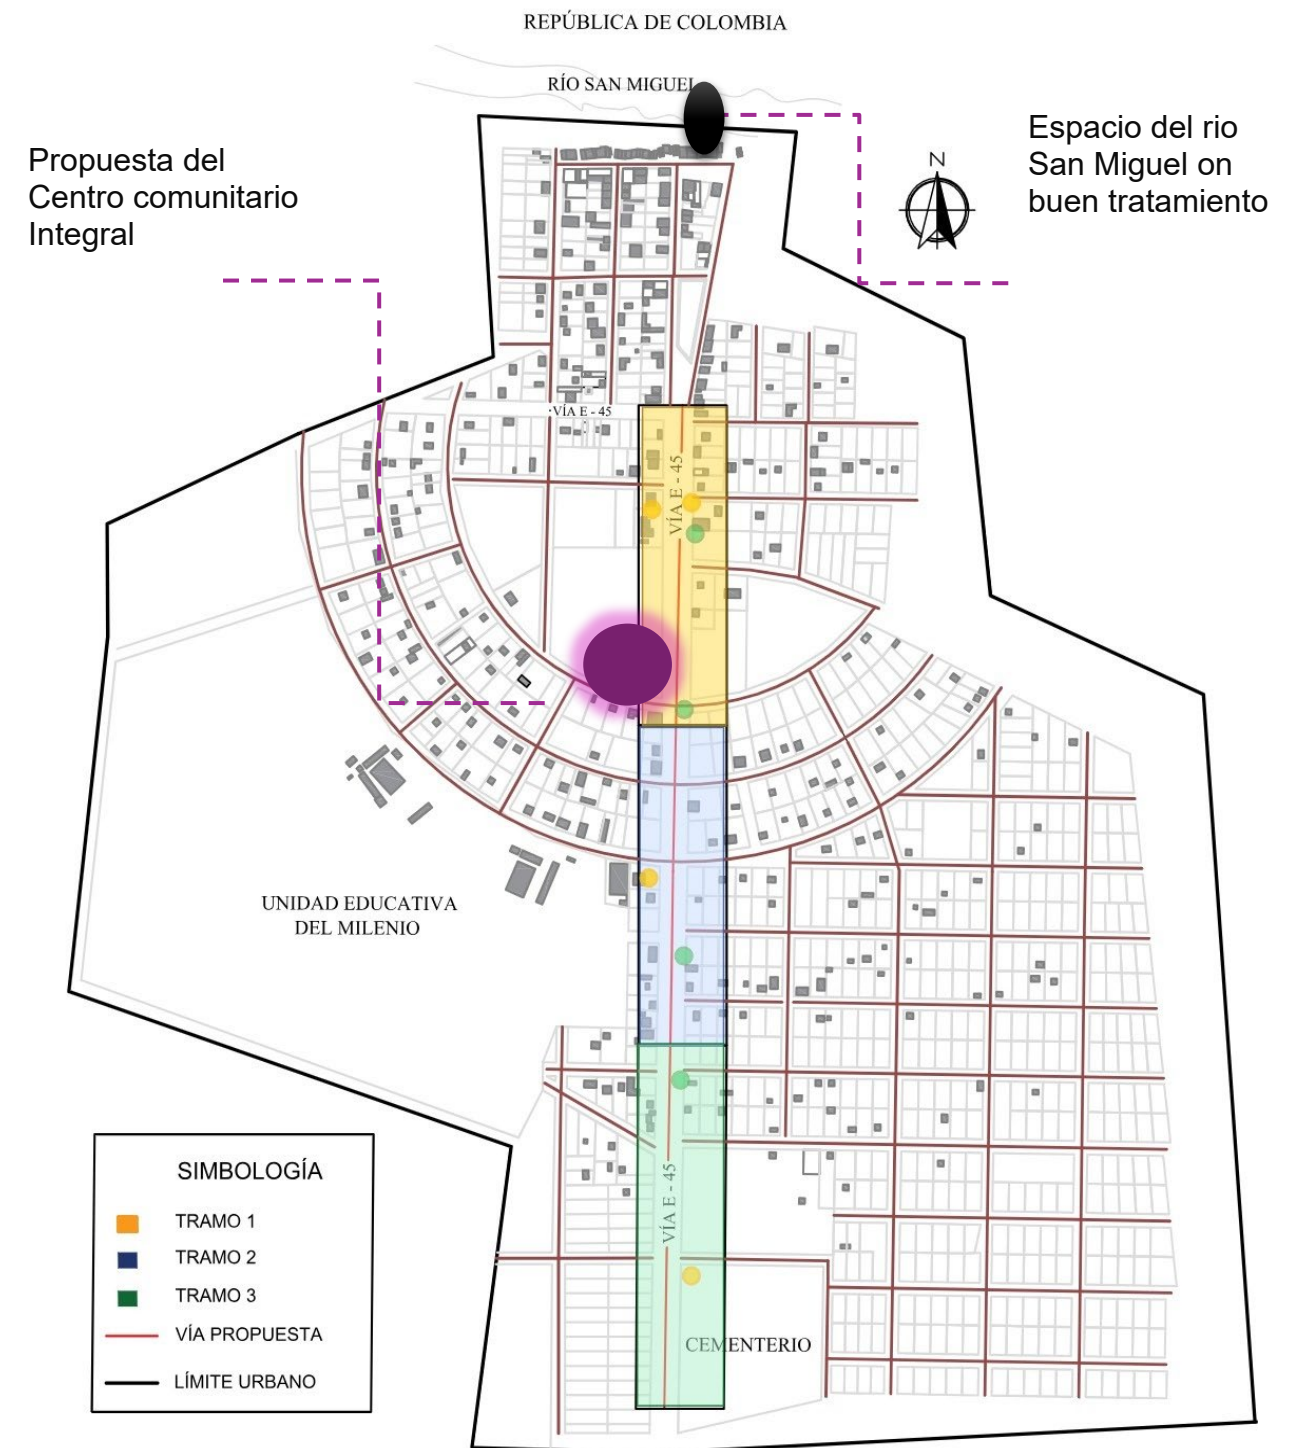 REPÚBLICA DE COLOMBIA
RÍO SAN MIGUEL
Propuesta del
Centro comunitario
Integral
Espacio del rio
San Miguel on
buen tratamiento
N
VÍA E - 45
VÍA E - 45
UNIDAD EDUCATIVA
DEL MILENIO
VÍA E - 45
CEMENTERIO
SIMBOLOGÍA
TRAMO 1
TRAMO 2
TRAMO 3
VÍA PROPUESTA
LÍMITE URBANO